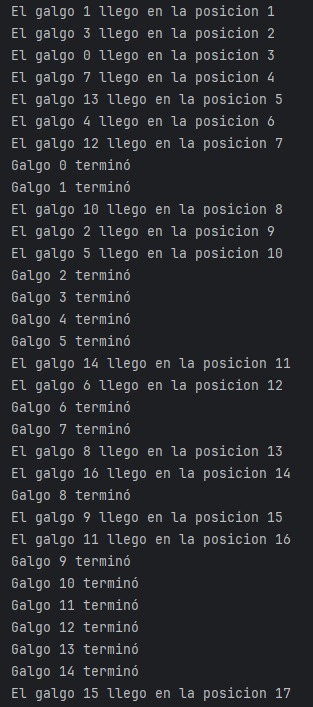 El galgo 1 llego en la posicion 1
El galgo 3 llego en la posicion 2
El galgo 0 llego en la posicion 3
El galgo 7 llego en la posicion 4
El galgo 13 llego en la posicion 5
El galgo 4 llego en la posicion 6
El galgo 12 llego en la posicion 7
Galgo 0 terminó
Galgo 1 terminó
El galgo 10 llego en la posicion 8
El galgo 2 llego en la posicion 9
El galgo 5 llego en la posicion 10
Galgo 2 terminó
Galgo 3 terminó
Galgo 4 terminó
Galgo 5 terminó
El galgo 14 llego en la posicion 11
El galgo 6 llego en la posicion 12
Galgo 6 terminó
Galgo 7 terminó
El galgo 8 llego en la posicion 13
El galgo 16 llego en la posicion 14
Galgo 8 terminó
El galgo 9 llego en la posicion 15
El galgo 11 llego en la posicion 16
Galgo 9 terminó
Galgo 10 terminó
Galgo 11 terminó
Galgo 12 terminó
Galgo 13 terminó
Galgo 14 terminó
El galgo 15 llego en la posicion 17